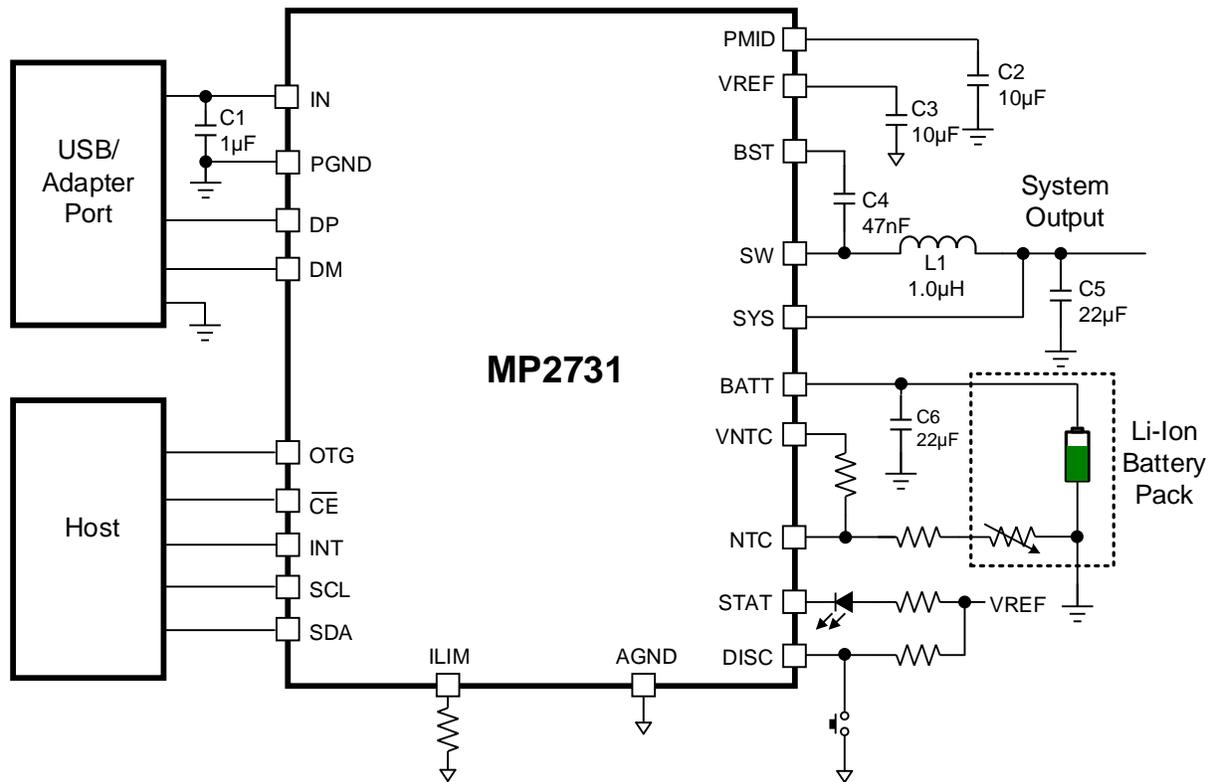 USB/
Adapter
Port
C1
1µF
IN
PGND
DP
DM
Host
OTG
CE
INT
SCL
SDA
MP2731
ILIM
AGND
PMID
VREF
BST
SW
SYS
BATT
VNTC
NTC
STAT
DISC
C2
10µF
C3
10µF
C4
47nF
L1
1.0µH
System
Output
C5
22µF
C6
22µF
Li-Ion
Battery
Pack
VREF